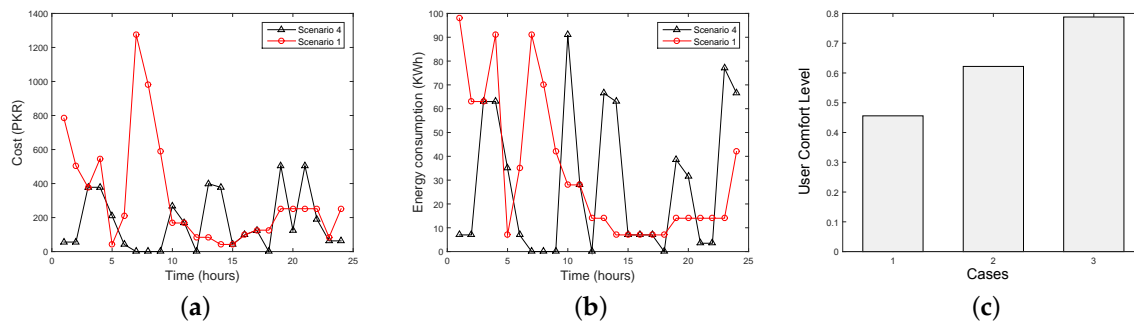 1400
1200
1000
800
600
400
200
0
Cost (PKR)
0 5 10 15 20 25
Time (hours)
Scenario 4
Scenario 1
(a)
100
90
80
70
60
50
40
30
20
10
0
Energy consumption (KWh)
0 5 10 15 20 25
Time (hours)
Scenario 4
Scenario 1
(b)
0.8
0.7
0.6
0.5
0.4
0.3
0.2
0.1
0
User Comfort Level
1 2 3
Cases
(c)